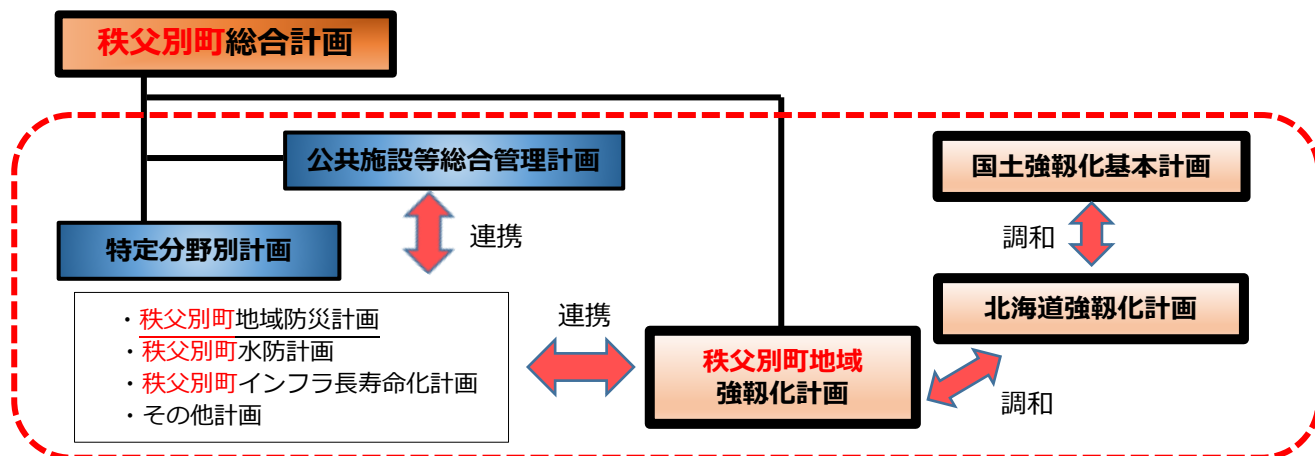 秩父別町総合計画
公共施設等総合管理計画
国土強靱化基本計画
特定分野別計画
連携
調和
北海道強靱化計画
・秩父別町地域防災計画
・秩父別町水防計画
・秩父別町インフラ長寿命化計画
・その他計画
連携
秩父別町地域
強靱化計画
調和